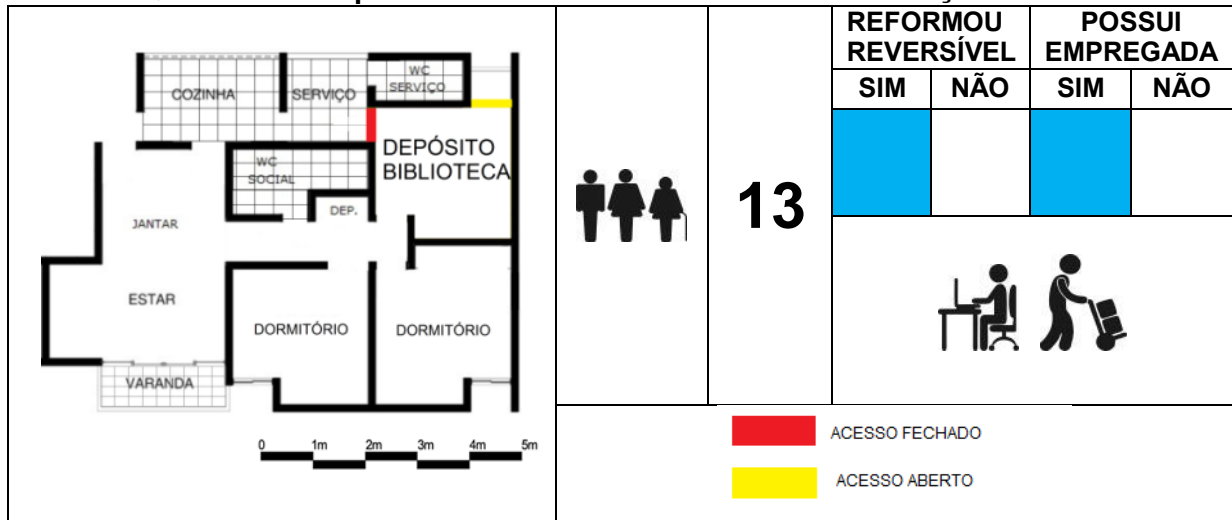 REFORMOU REVERSÍVEL
POSSUI EMPREGADA
SIM
NÃO
SIM
NÃO
COZINHA
SERVIÇO
WC
SERVIÇO
DEPÓSITO
BIBLIOTECA
WC
SOCIAL
DEP.
JANTAR
ESTAR
DORMITÓRIO
DORMITÓRIO
VARANDA
0 1m 2m 3m 4m 5m
13
ACESSO FECHADO
ACESSO ABERTO